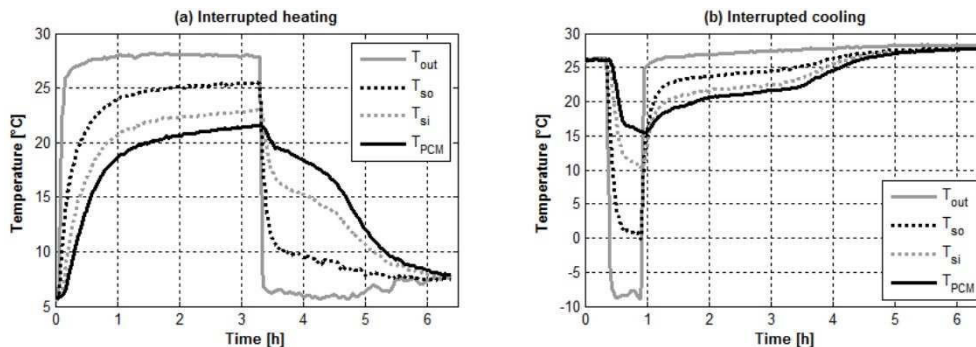 (a) Interrupted heating
Temperature [°C]
30
25
20
15
10
5
0
1
2
3
4
5
6
Time [h]
T_out
T_so
T_si
T_PCM
(b) Interrupted cooling
Temperature [°C]
30
25
20
15
10
5
0
-5
-10
0
1
2
3
4
5
6
Time [h]
T_out
T_so
T_si
T_PCM